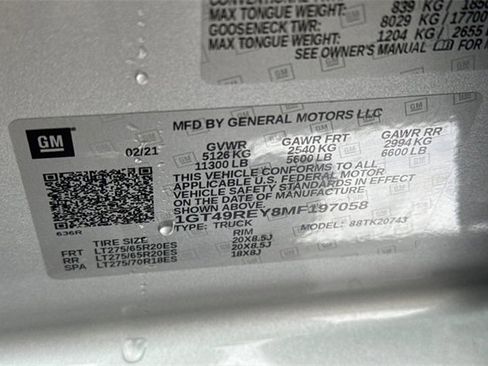 CONVENTIONAL TWR:
MAX TONGUE WEIGHT: 839 KG / 1850
GOOSENECK TWR: 8029 KG / 17700
MAX TONGUE WEIGHT: 1204 KG / 2655
SEE OWNER'S MANUAL FOR
GM
MFD BY GENERAL MOTORS LLC
02/21
GVWR GAWR FRT GAWR RR
5126 KG 2540 KG 2994 KG
11300 LB 5600 LB 6600 LB
THIS VEHICLE CONFORMS TO ALL
APPLICABLE U.S. FEDERAL MOTOR
VEHICLE SAFETY STANDARDS IN EFFECT
ON THE DATE OF MANUFACTURE SHOWN ABOVE.
1GT49REY8MF197058
TYPE: TRUCK MODEL: 88TK20743
636R
TIRE SIZE RIM
FRT LT275/65R20ES 20X8.5J
RR LT275/65R20ES 20X8.5J
SPA LT275/70R18ES 18X8J